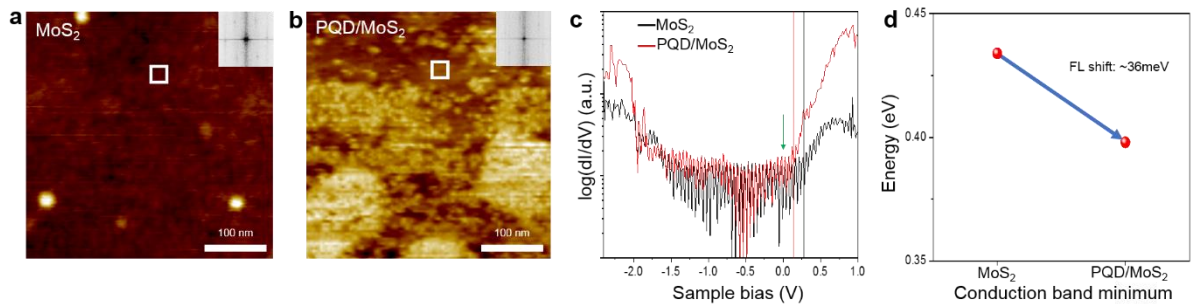 a
MoS₂
100 nm
b
PQD/MoS₂
100 nm
c
MoS₂
PQD/MoS₂
log(dI/dV) (a.u.)
-2.0 -1.5 -1.0 -0.5 0.0 0.5 1.0
Sample bias (V)
d
0.45
0.40
0.35
Energy (eV)
FL shift: ~36meV
MoS₂ PQD/MoS₂
Conduction band minimum